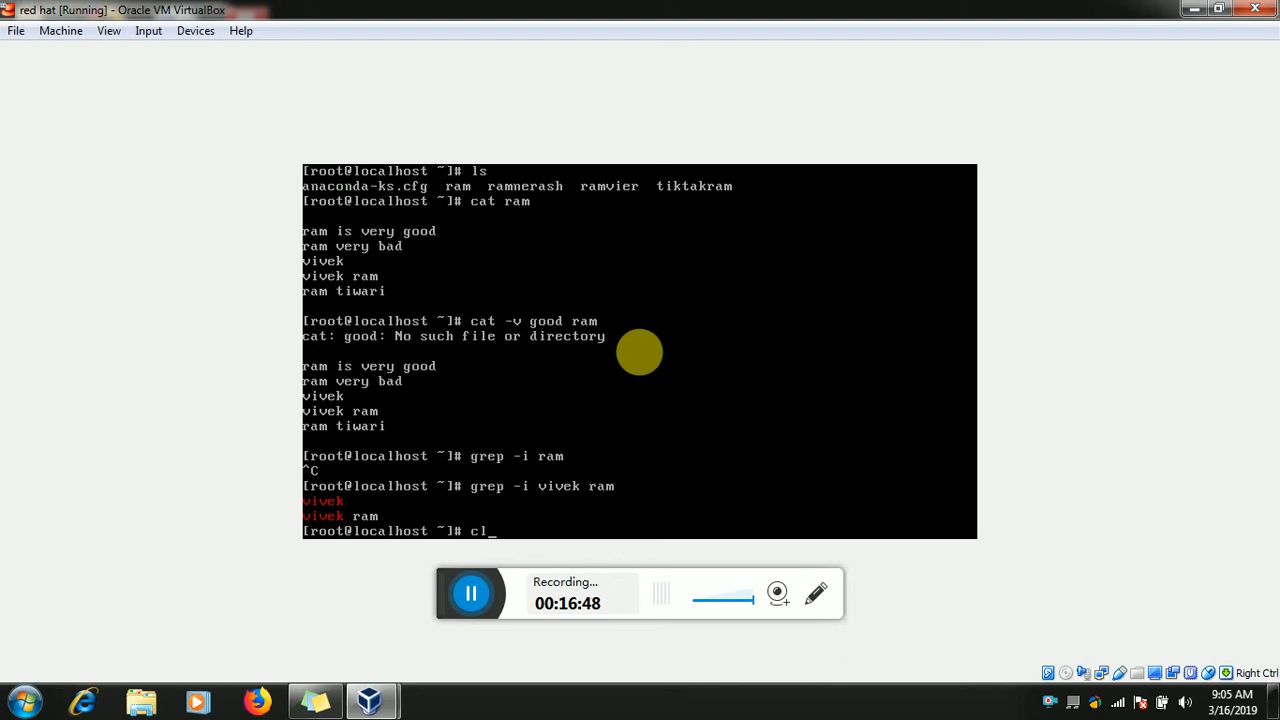 red hat [Running] - Oracle VM VirtualBox
File Machine View Input Devices Help
[root@localhost ~]# ls
anaconda-ks.cfg ram ramnerash ramvier tiktakram
[root@localhost ~]# cat ram
ram is very good
ram very bad
vivek
vivek ram
ram tiwari
[root@localhost ~]# cat -v good ram
cat: good: No such file or directory
ram is very good
ram very bad
vivek
vivek ram
ram tiwari
[root@localhost ~]# grep -i ram
^C
[root@localhost ~]# grep -i vivek ram
vivek
vivek ram
[root@localhost ~]# cl_
Recording...
00:16:48
Right Ctrl
9:05 AM
3/16/2019